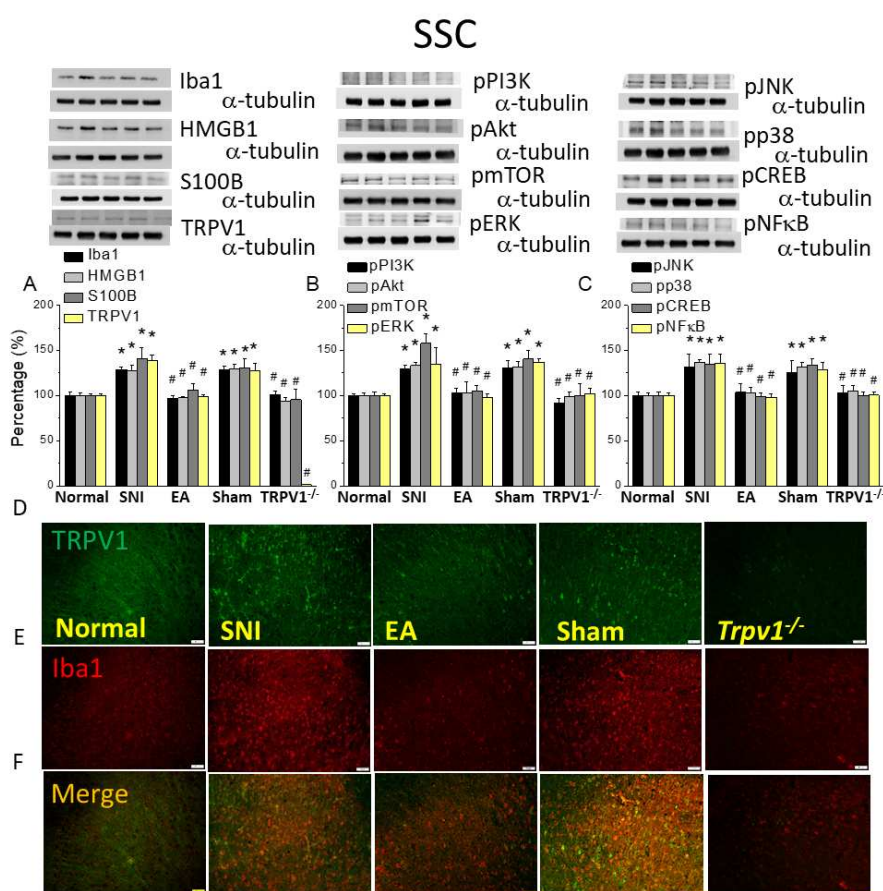 SSC
Iba1
α-tubulin
HMGB1
α-tubulin
S100B
α-tubulin
TRPV1
α-tubulin
pPI3K
α-tubulin
pAkt
α-tubulin
pmTOR
α-tubulin
pERK
α-tubulin
pJNK
α-tubulin
pp38
α-tubulin
pCREB
α-tubulin
pNFκB
α-tubulin
A
Iba1
HMGB1
S100B
TRPV1
Percentage (%)
200
150
100
50
0
* * * *
# # # #
* * * *
# # # #
Normal SNI EA Sham TRPV1-/-
B
pPI3K
pAkt
pmTOR
pERK
200
150
100
50
0
* * * *
# # # #
* * * *
# # # #
Normal SNI EA Sham TRPV1-/-
C
pJNK
pp38
pCREB
pNFκB
200
150
100
50
0
* * * *
# # # #
* * * *
# # # #
Normal SNI EA Sham TRPV1-/-
D
TRPV1
Normal SNI EA Sham Trpv1-/-
E
Iba1
F
Merge